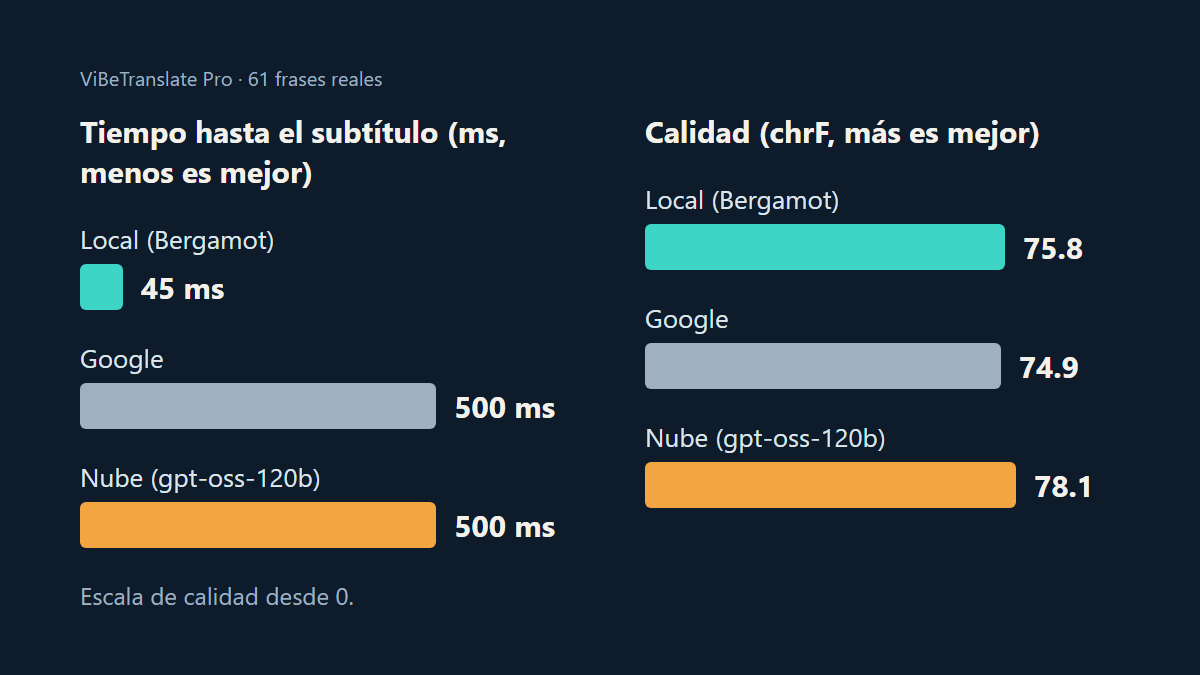 ViBeTranslate Pro · 61 frases reales
Tiempo hasta el subtítulo (ms,
menos es mejor)
Local (Bergamot)
45 ms
Google
500 ms
Nube (gpt-oss-120b)
500 ms
Escala de calidad desde 0.
Calidad (chrF, más es mejor)
Local (Bergamot)
75.8
Google
74.9
Nube (gpt-oss-120b)
78.1